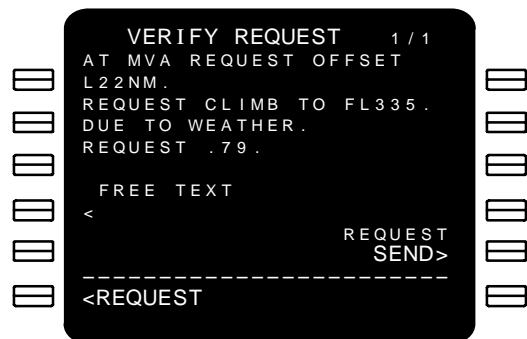 VERIFY REQUEST 1/1
AT MVA REQUEST OFFSET
L22NM.
REQUEST CLIMB TO FL335.
DUE TO WEATHER.
REQUEST .79.
FREE TEXT
<
REQUEST
SEND>
------------------------
<REQUEST